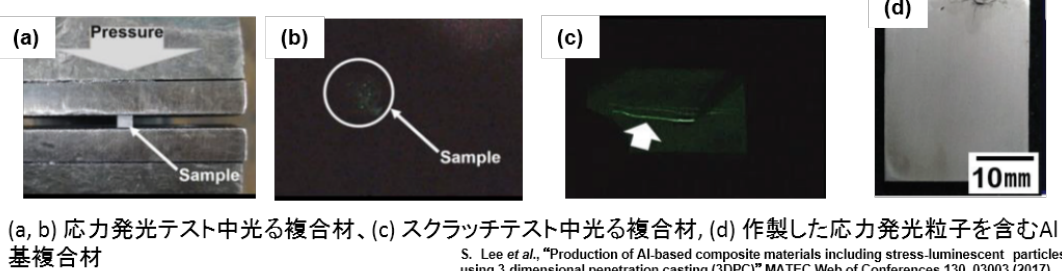 (a)
Pressure
Sample
(b)
Sample
(c)
(d)
10mm
(a, b) 応力発光テスト中光る複合材、(c) スクラッチテスト中光る複合材, (d) 作製した応力発光粒子を含むAl
基複合材
S. Lee et al., "Production of Al-based composite materials including stress-luminescent particles
using 3 dimensional penetration casting (3DPC)" MATEC Web of Conferences 130, 03003 (2017)